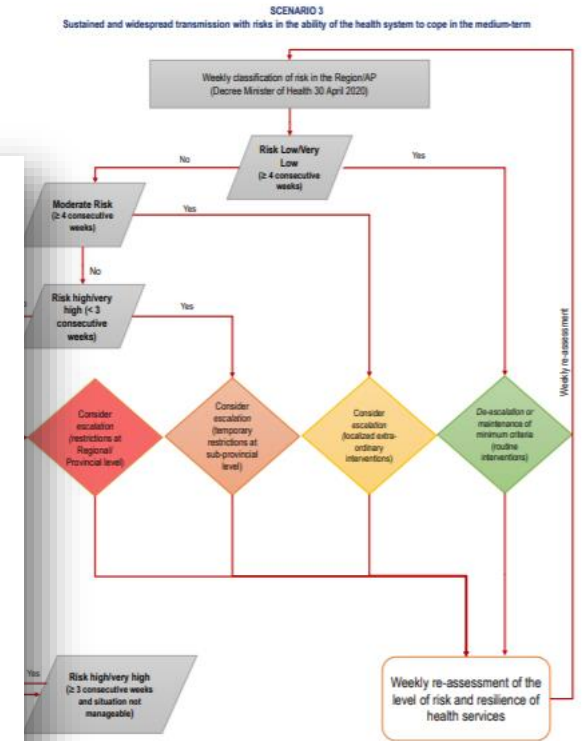 SCENARIO 3
Sustained and widespread transmission with risks in the ability of the health system to cope in the medium-term
Weekly classification of risk in the Region/AP
(Decree Minister of Health 30 April 2020)
Risk Low/Very
Low
(≥ 4 consecutive
weeks)
No
Yes
Moderate Risk
(≥ 4 consecutive
weeks)
Yes
No
Risk high/very
high (< 3
consecutive
weeks)
Yes
Weekly re-assessment
Consider
escalation
(restrictions at
Regional/
Provincial level)
Consider
escalation
(temporary
restrictions at
sub-provincial
level)
Consider
escalation
(localized extra-
ordinary
interventions)
De-escalation or
maintenance of
minimum criteria
(routine
interventions)
Yes
Risk high/very high
(≥ 3 consecutive weeks
and situation not
manageable)
Weekly re-assessment of the
level of risk and resilience of
health services